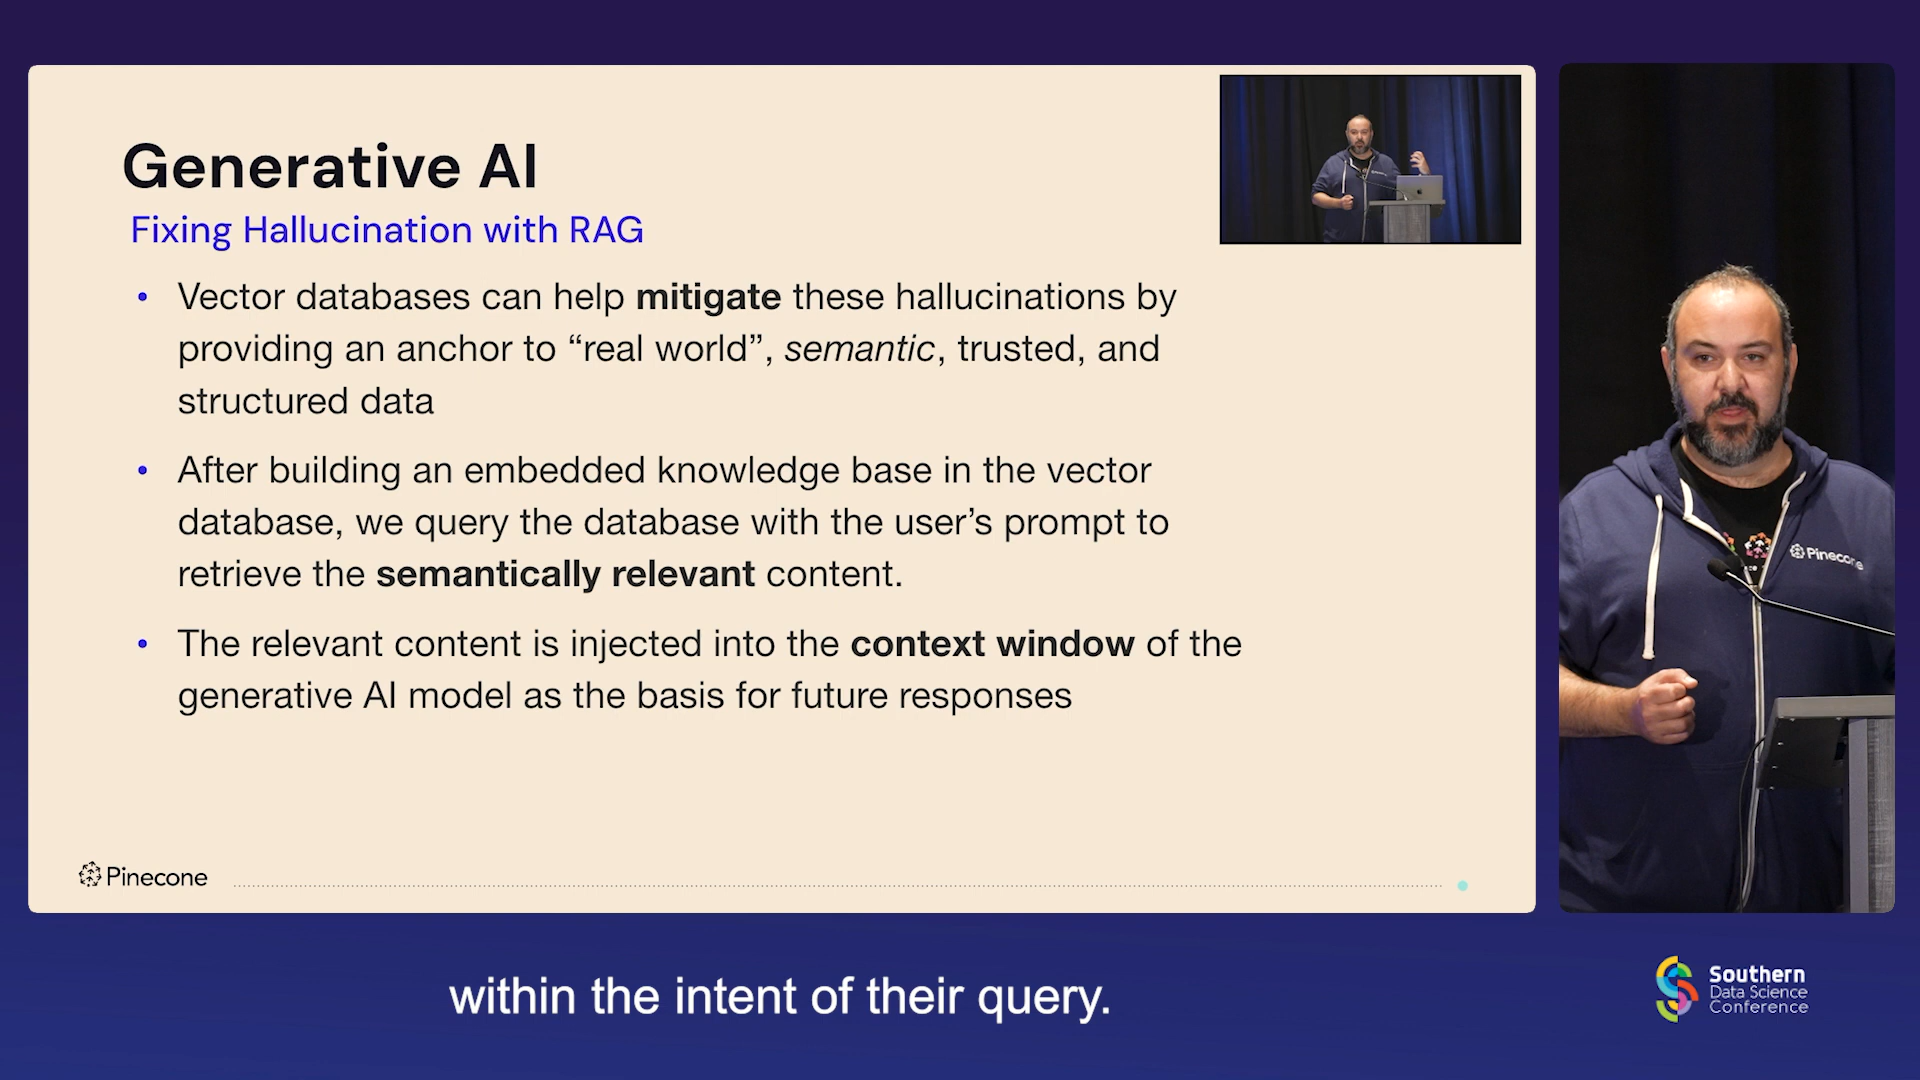 Generative AI
Fixing Hallucination with RAG
• Vector databases can help mitigate these hallucinations by
providing an anchor to “real world”, semantic, trusted, and
structured data
• After building an embedded knowledge base in the vector
database, we query the database with the user’s prompt to
retrieve the semantically relevant content.
• The relevant content is injected into the context window of the
generative AI model as the basis for future responses
Pinecone
Pinecone
within the intent of their query.
Southern
Data Science
Conference